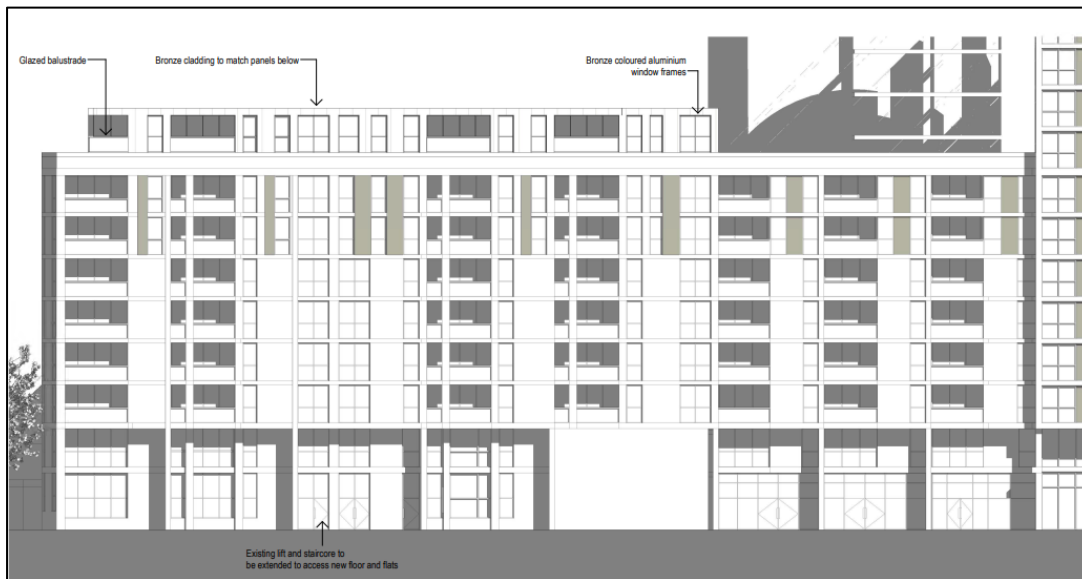 Glazed balustrade
Bronze cladding to match panels below
Bronze coloured aluminium
window frames
Existing lift and staircore to
be extended to access new floor and flats